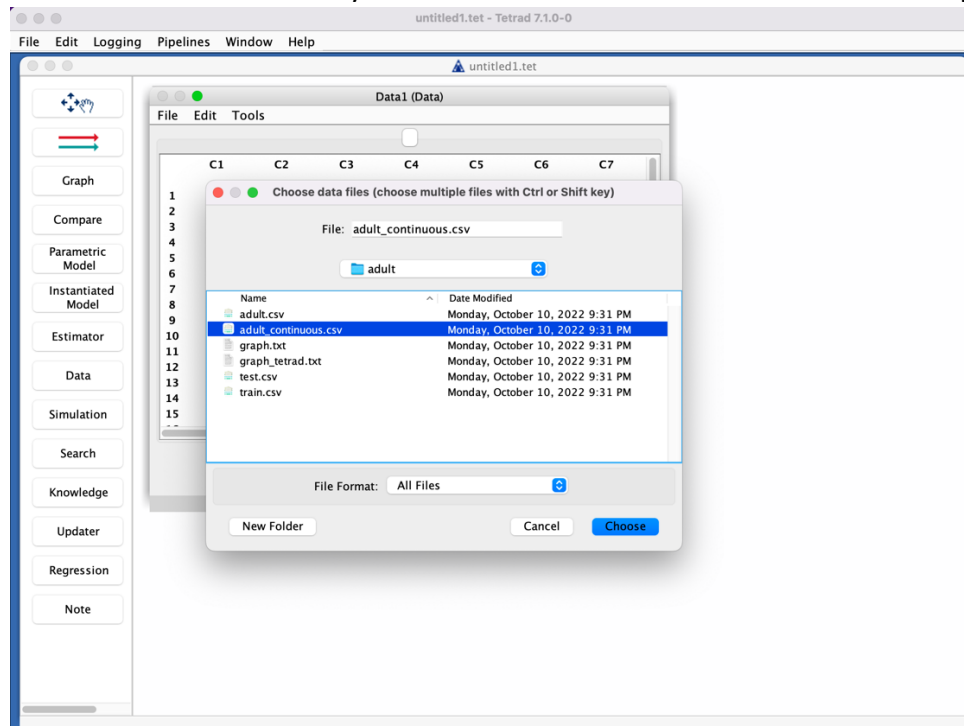 untitled1.tet - Tetrad 7.1.0-0
File Edit Logging Pipelines Window Help
untitled1.tet
Graph
Compare
Parametric
Model
Instantiated
Model
Estimator
Data
Simulation
Search
Knowledge
Updater
Regression
Note
Data1 (Data)
File Edit Tools
C1 C2 C3 C4 C5 C6 C7
1
2
3
4
5
6
7
8
9
10
11
12
13
14
15
Choose data files (choose multiple files with Ctrl or Shift key)
File: adult_continuous.csv
adult
Name Date Modified
adult.csv Monday, October 10, 2022 9:31 PM
adult_continuous.csv Monday, October 10, 2022 9:31 PM
graph.txt Monday, October 10, 2022 9:31 PM
graph_tetrad.txt Monday, October 10, 2022 9:31 PM
test.csv Monday, October 10, 2022 9:31 PM
train.csv Monday, October 10, 2022 9:31 PM
File Format: All Files
New Folder Cancel Choose